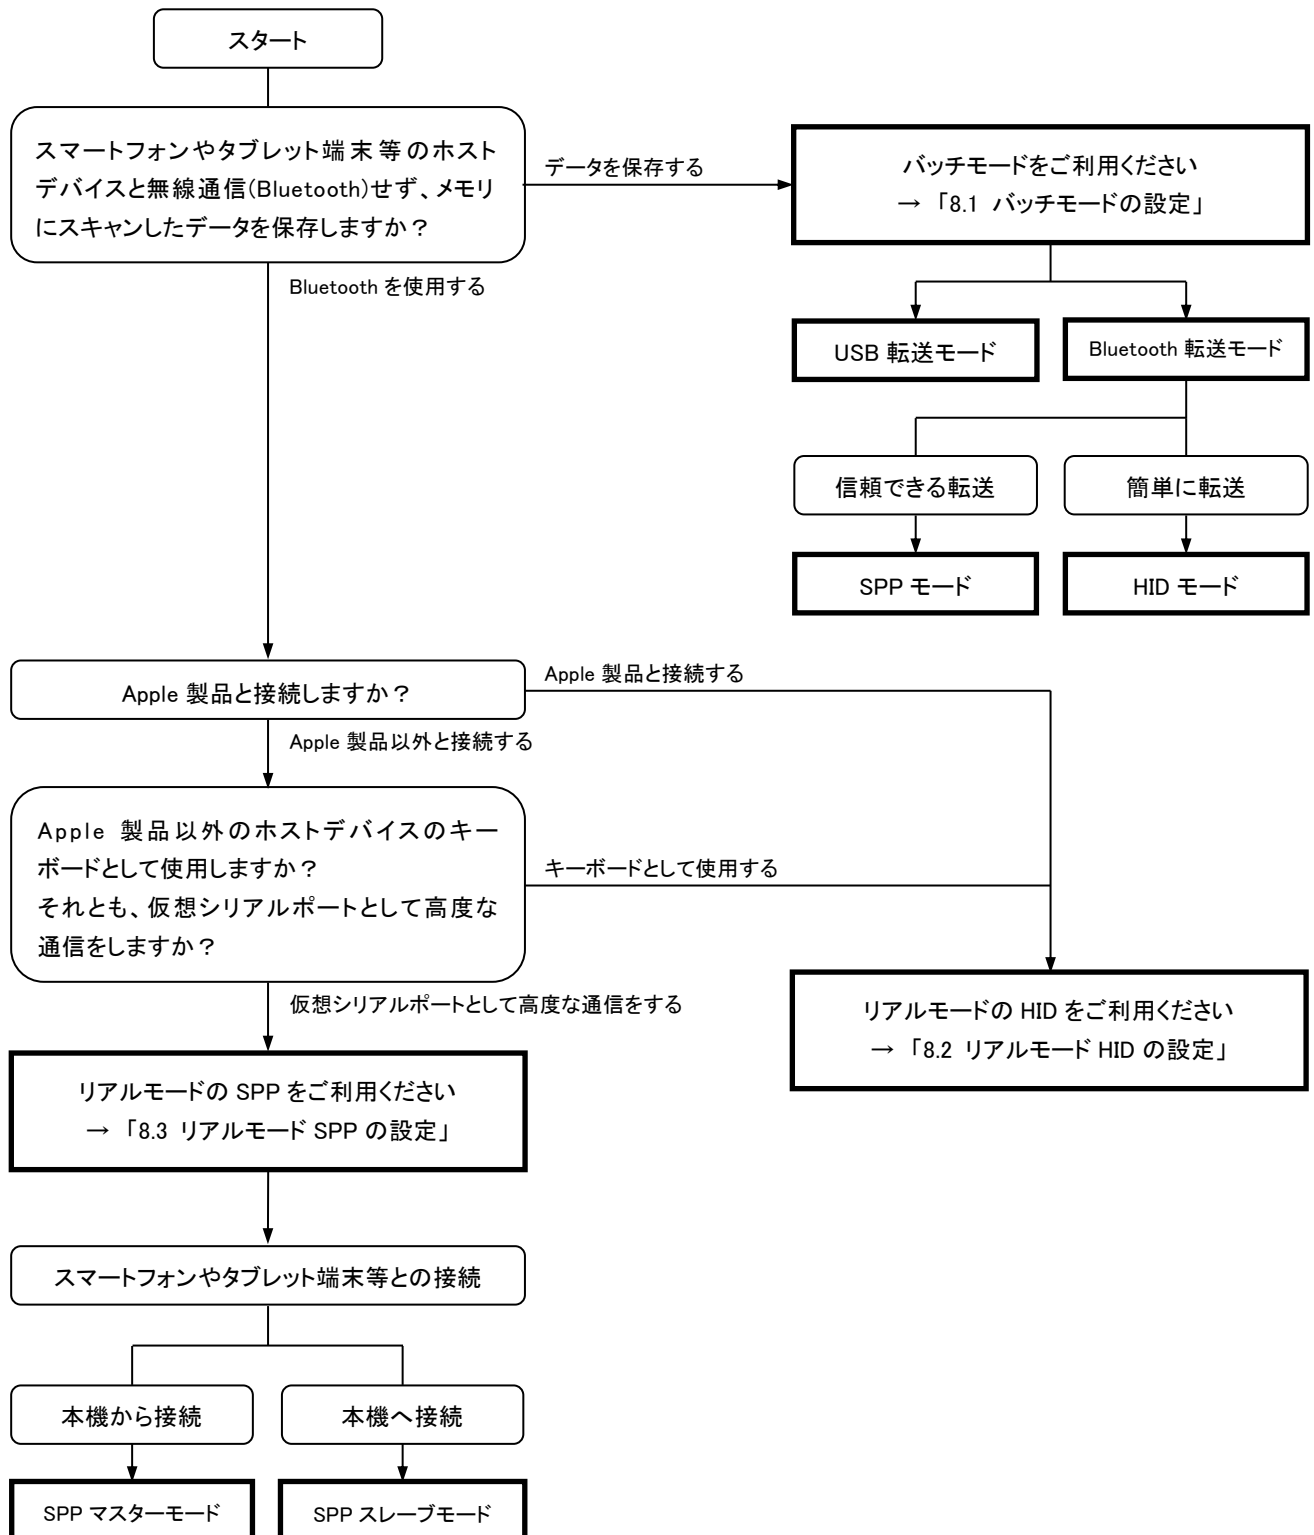 スタート
スマートフォンやタブレット端末等のホスト
デバイスと無線通信(Bluetooth)せず、メモリ
にスキャンしたデータを保存しますか？
データを保存する
バッチモードをご利用ください
→ 「8.1 バッチモードの設定」
Bluetooth を使用する
USB 転送モード
Bluetooth 転送モード
信頼できる転送
簡単に転送
SPP モード
HID モード
Apple 製品と接続しますか？
Apple 製品と接続する
Apple 製品以外と接続する
Apple 製品以外のホストデバイスのキー
ボードとして使用しますか？
それとも、仮想シリアルポートとして高度な
通信をしますか？
キーボードとして使用する
仮想シリアルポートとして高度な通信をする
リアルモードの HID をご利用ください
→ 「8.2 リアルモード HID の設定」
リアルモードの SPP をご利用ください
→ 「8.3 リアルモード SPP の設定」
スマートフォンやタブレット端末等との接続
本機から接続
本機へ接続
SPP マスターモード
SPP スレーブモード